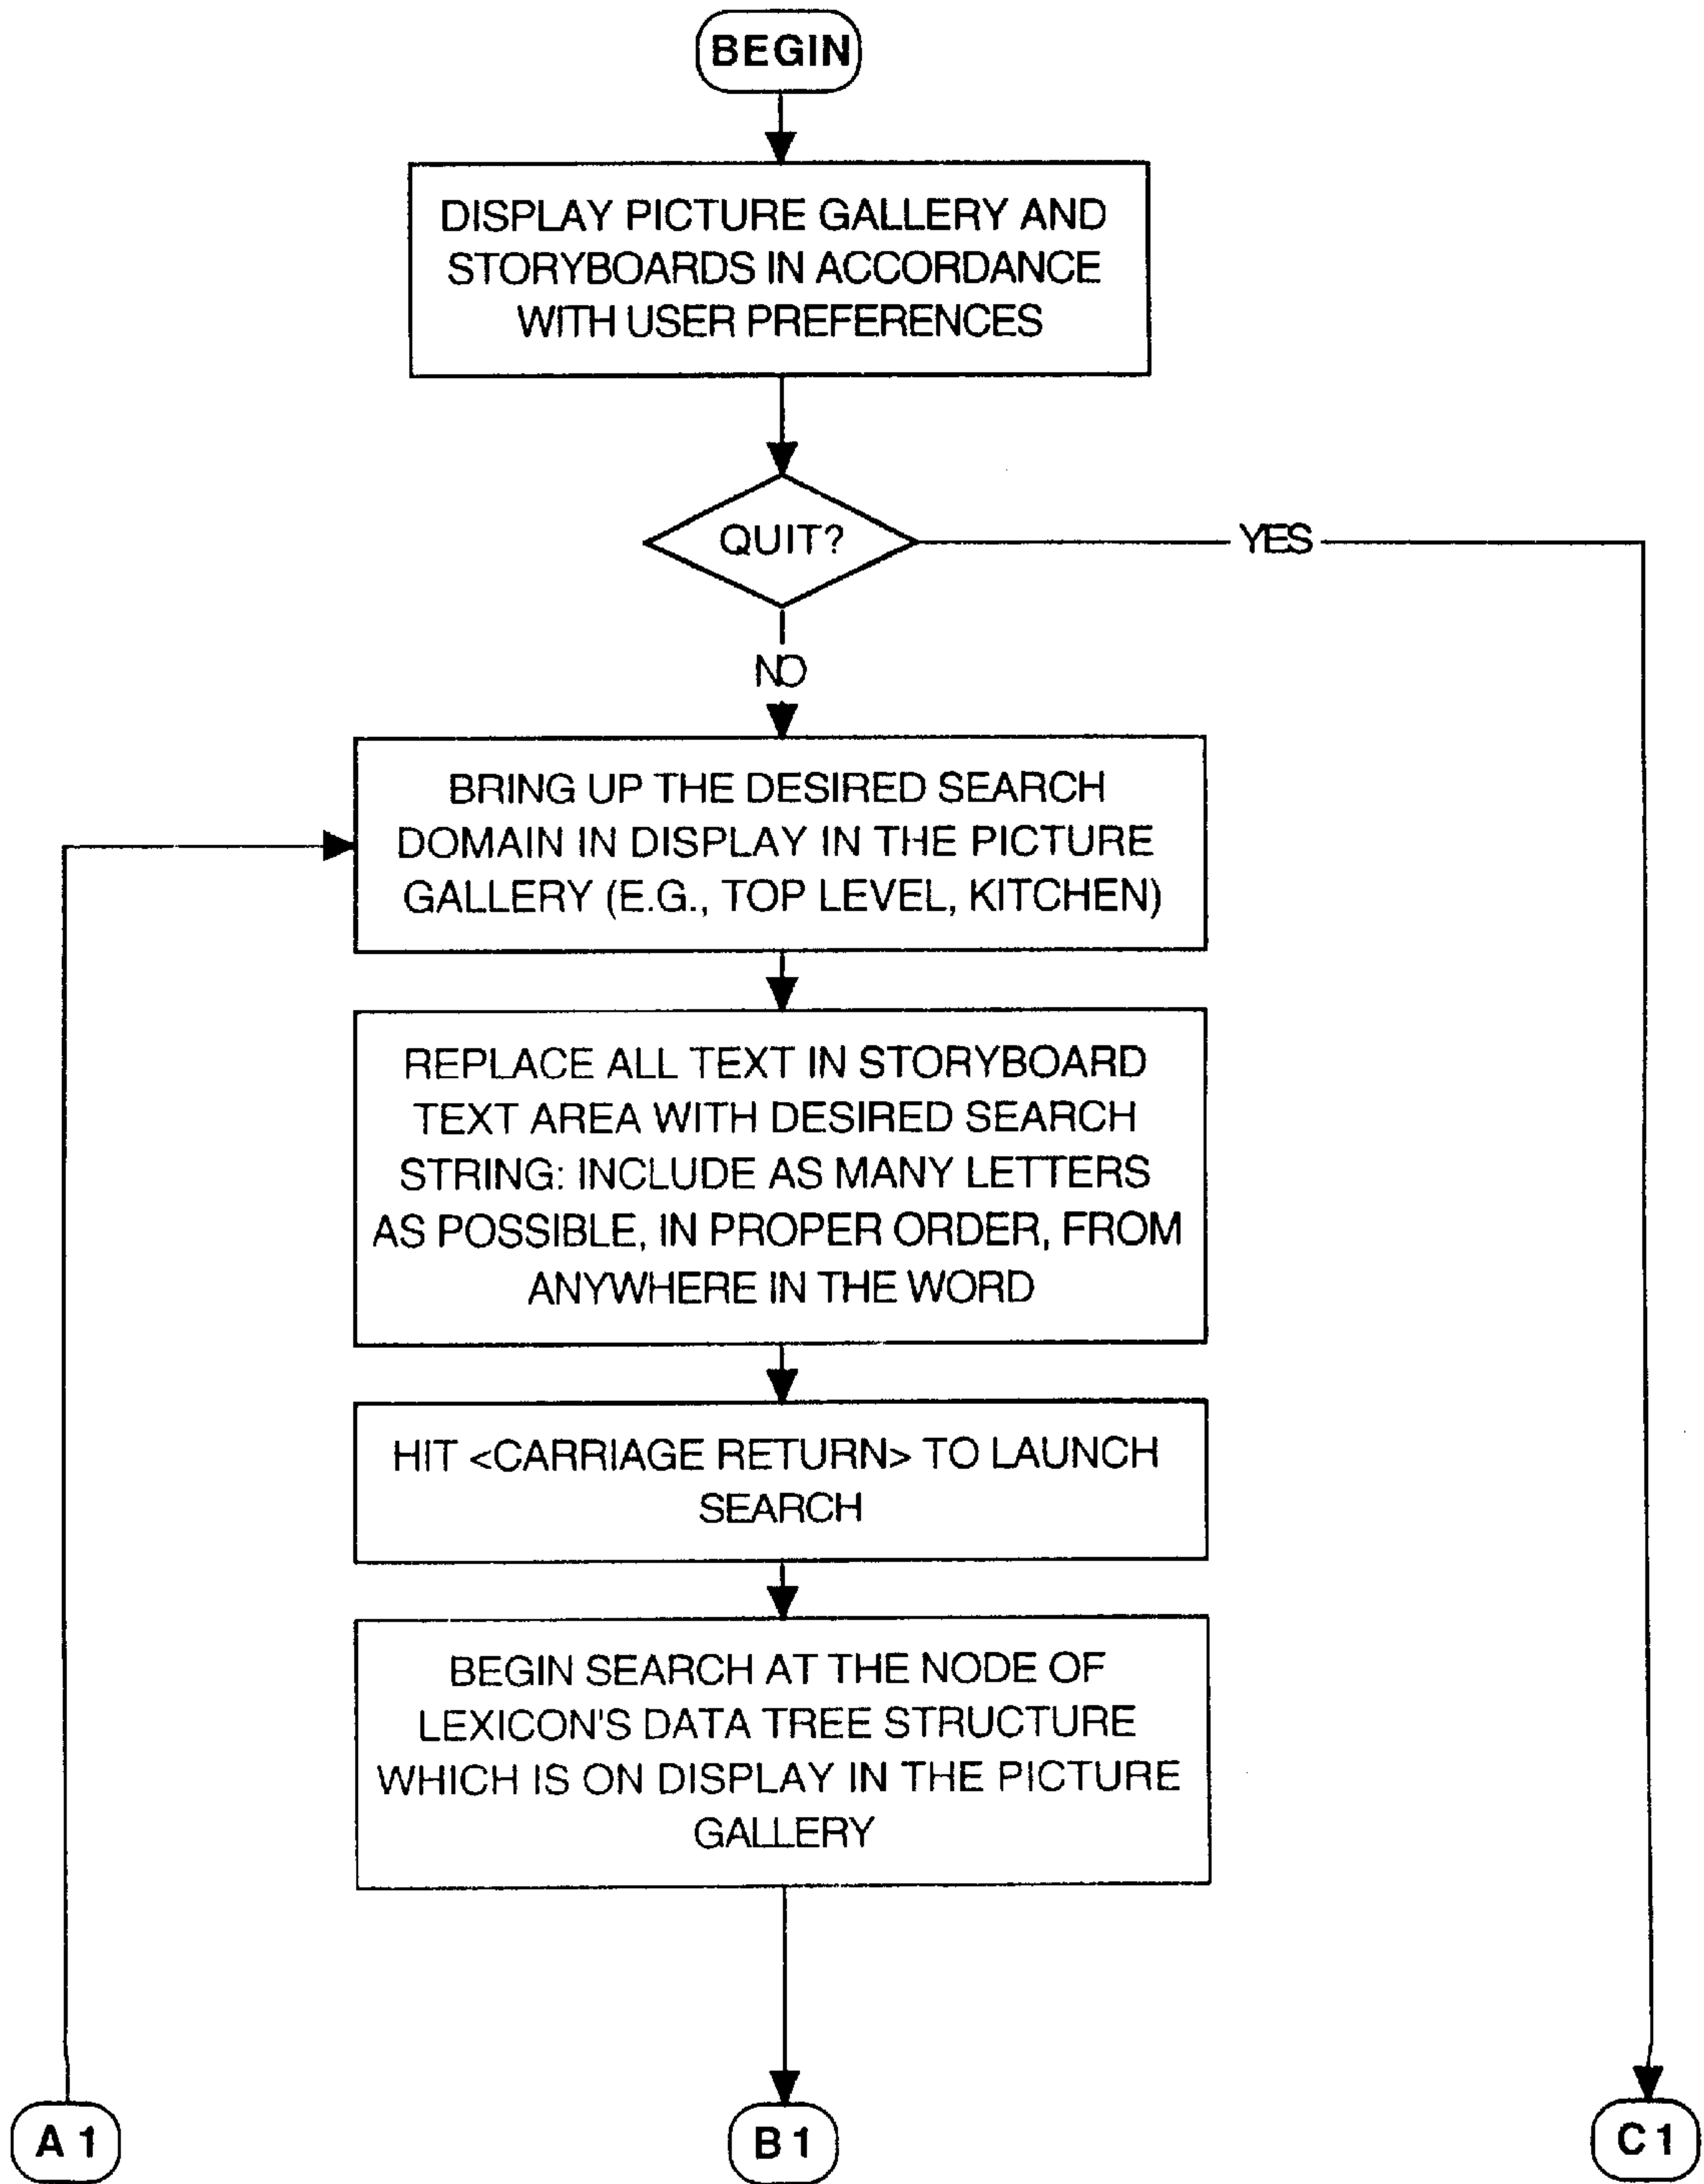 BEGIN
DISPLAY PICTURE GALLERY AND
STORYBOARDS IN ACCORDANCE
WITH USER PREFERENCES
QUIT?
YES
NO
BRING UP THE DESIRED SEARCH
DOMAIN IN DISPLAY IN THE PICTURE
GALLERY (E.G., TOP LEVEL, KITCHEN)
REPLACE ALL TEXT IN STORYBOARD
TEXT AREA WITH DESIRED SEARCH
STRING: INCLUDE AS MANY LETTERS
AS POSSIBLE, IN PROPER ORDER, FROM
ANYWHERE IN THE WORD
HIT <CARRIAGE RETURN> TO LAUNCH
SEARCH
BEGIN SEARCH AT THE NODE OF
LEXICON'S DATA TREE STRUCTURE
WHICH IS ON DISPLAY IN THE PICTURE
GALLERY
A 1
B 1
C 1